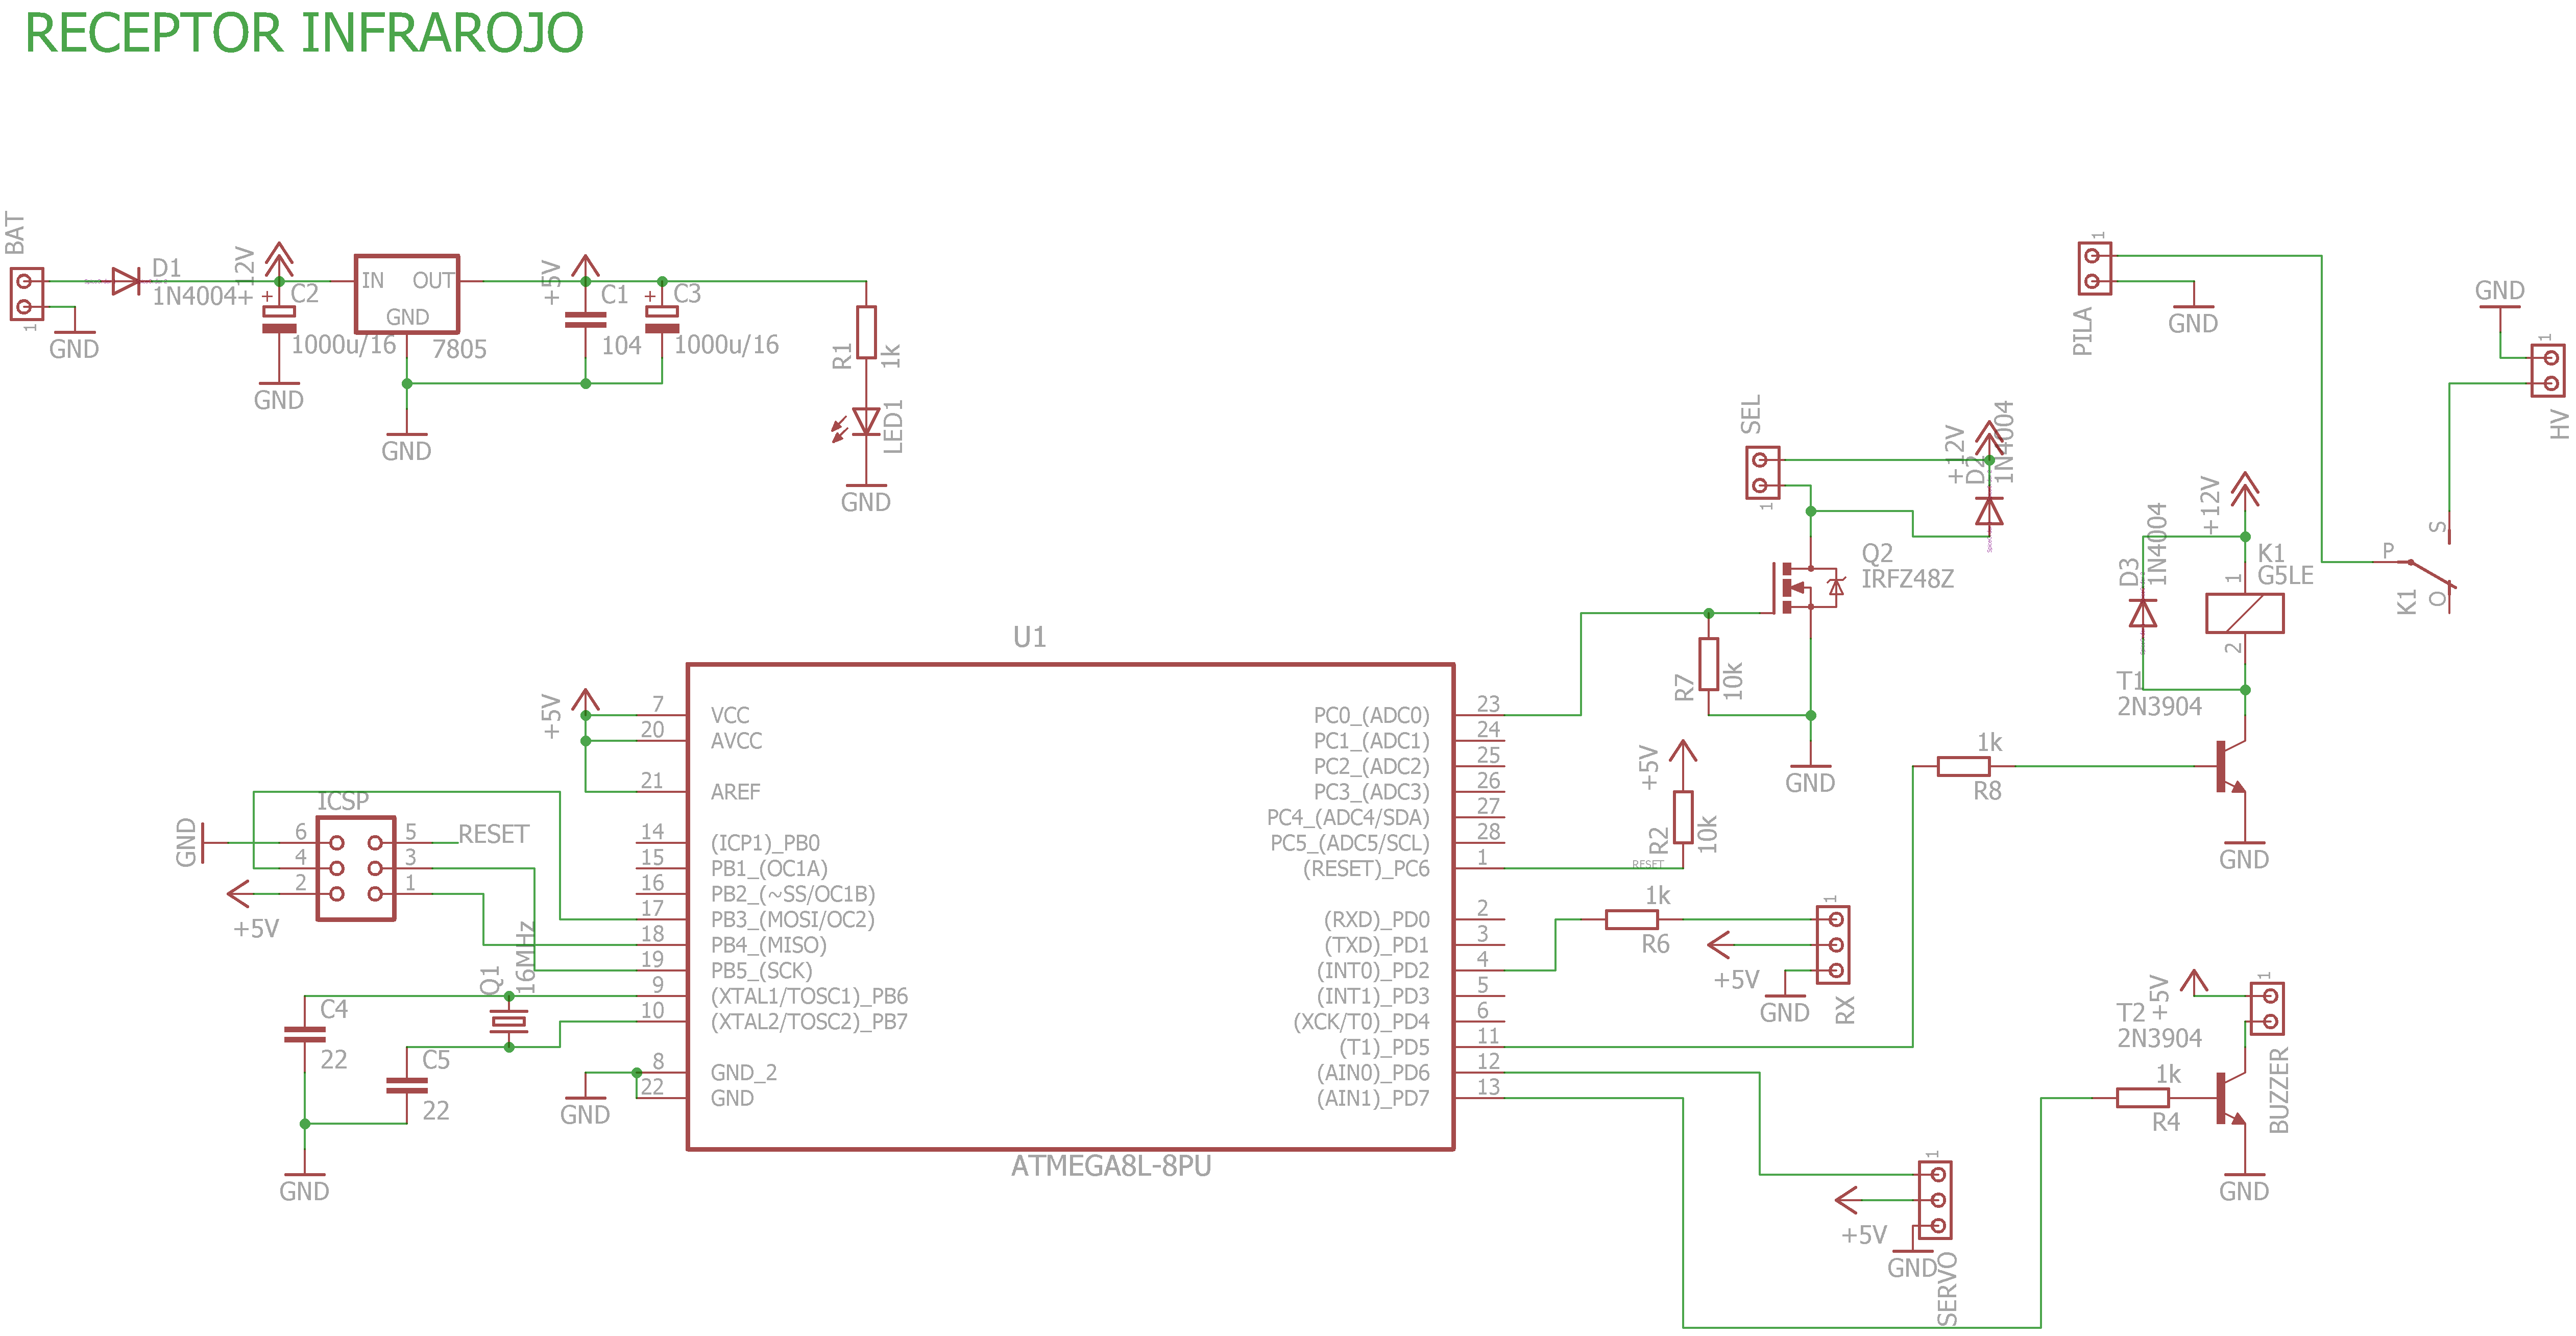 RECEPTOR INFRAROJO
BAT
1
GND
D1
1N4004
+12V
+
C2
1000u/16
GND
IN
OUT
GND
7805
GND
+5V
C1
104
+
C3
1000u/16
R1
1k
LED1
GND
SEL
1
+12V
D2
1N4004
Q2
IRFZ48Z
R7
10k
GND
PILA
1
GND
GND
1
HV
P
S
O
K1
+12V
D3
1N4004
K1
G5LE
1
2
T1
2N3904
1k
R8
GND
U1
ATMEGA8L-8PU
+5V
7 VCC
20 AVCC
21 AREF
14 (ICP1)_PB0
15 PB1_(OC1A)
16 PB2_(~SS/OC1B)
17 PB3_(MOSI/OC2)
18 PB4_(MISO)
19 PB5_(SCK)
9 (XTAL1/TOSC1)_PB6
10 (XTAL2/TOSC2)_PB7
8 GND_2
22 GND
GND
PC0_(ADC0) 23
PC1_(ADC1) 24
PC2_(ADC2) 25
PC3_(ADC3) 26
PC4_(ADC4/SDA) 27
PC5_(ADC5/SCL) 28
(RESET)_PC6 1
(RXD)_PD0 2
(TXD)_PD1 3
(INT0)_PD2 4
(INT1)_PD3 5
(XCK/T0)_PD4 6
(T1)_PD5 11
(AIN0)_PD6 12
(AIN1)_PD7 13
ICSP
GND
6 5 RESET
4 3
2 1
+5V
Q1
16MHz
C4
22
C5
22
GND
+5V
R2
10k
RESET
1k
R6
1
+5V
GND
RX
+5V
1
BUZZER
T2
2N3904
1k
R4
GND
1
+5V
GND
SERVO